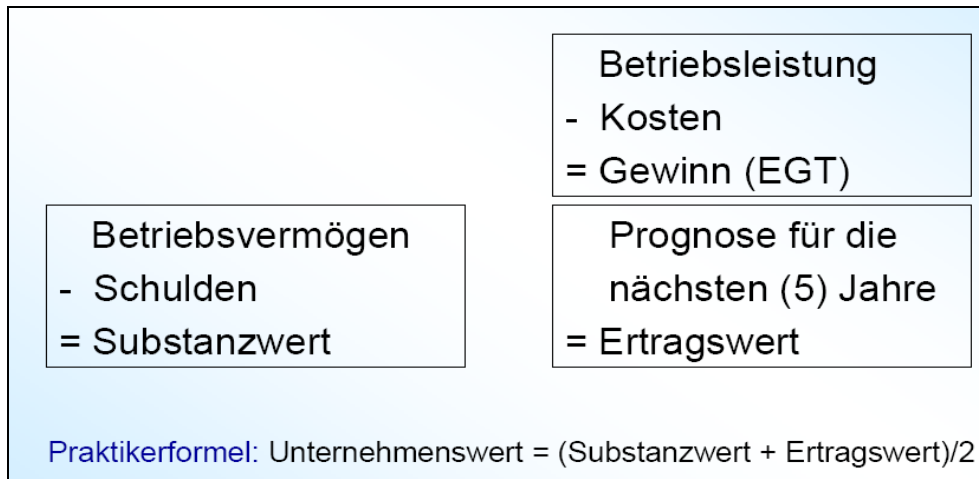 Betriebsleistung
- Kosten
= Gewinn (EGT)
Betriebsvermögen
- Schulden
= Substanzwert
Prognose für die
nächsten (5) Jahre
= Ertragswert
Praktikerformel: Unternehmenswert = (Substanzwert + Ertragswert)/2